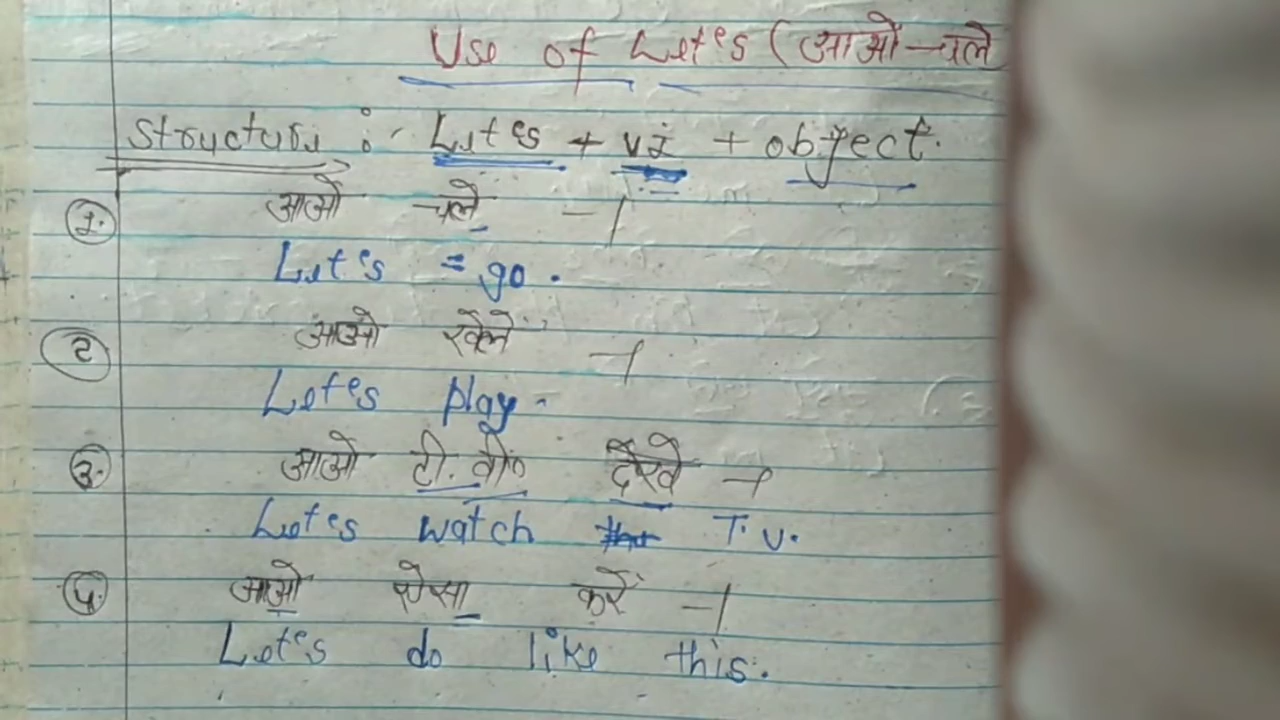 Use of Let's (आओ-चले
Structure :- Let's + v1 + object.
1. आओ चले -।
Let's = go.
2. आओ खेले -।
Let's play.
3. आओ टी.वी० देखे -।
Let's watch T.V.
4. आओ ऐसा करें -।
Let's do like this.